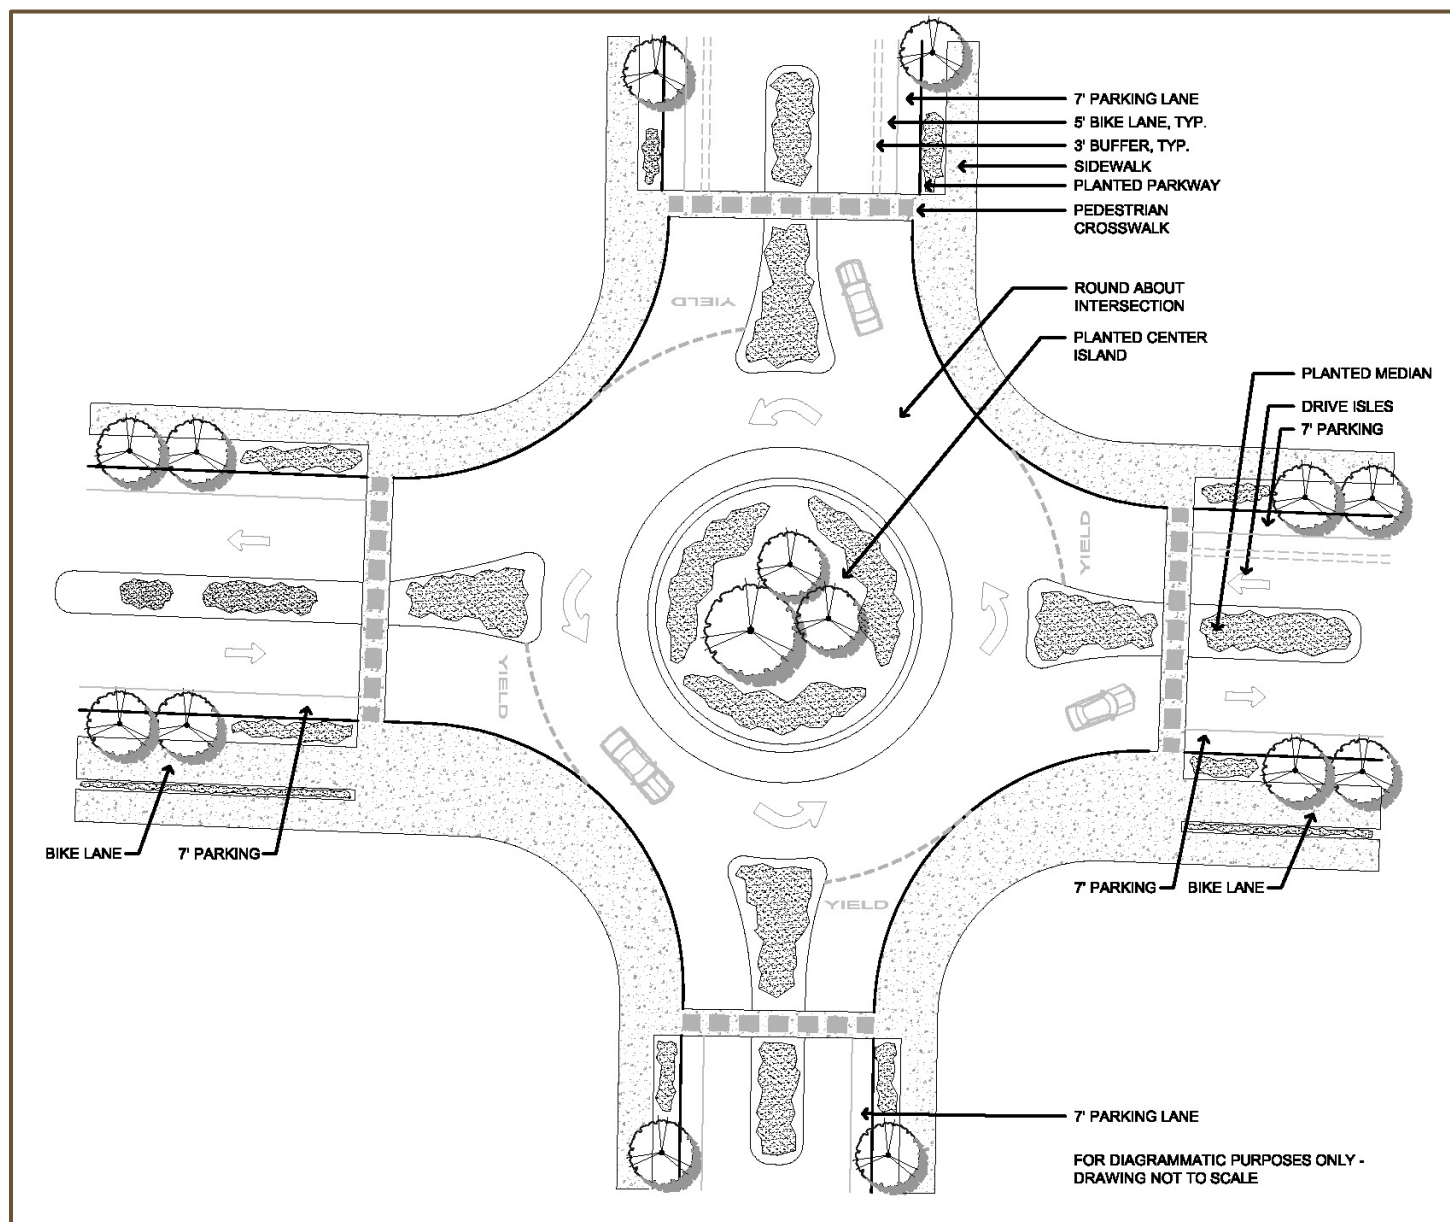 7' PARKING LANE
5' BIKE LANE, TYP.
3' BUFFER, TYP.
SIDEWALK
PLANTED PARKWAY
PEDESTRIAN
CROSSWALK
ROUND ABOUT
INTERSECTION
YIELD
PLANTED CENTER
ISLAND
PLANTED MEDIAN
DRIVE ISLES
7' PARKING
YIELD
YIELD
BIKE LANE
7' PARKING
7' PARKING
BIKE LANE
YIELD
7' PARKING LANE
FOR DIAGRAMMATIC PURPOSES ONLY -
DRAWING NOT TO SCALE